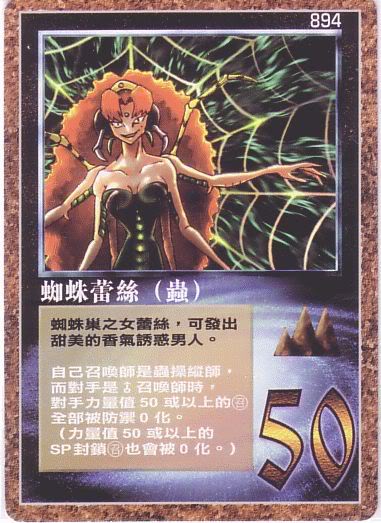 894
蜘蛛蕾絲（蟲）
蜘蛛巢之女蕾絲，可發出
甜美的香氣誘惑男人。
自己召喚師是蟲操縱師，
而對手是♂召喚師時，
對手力量值 50 或以上的㊁
全部被防禦 0 化。
（力量值 50 或以上的
SP封鎖㊁也會被 0 化。）
50